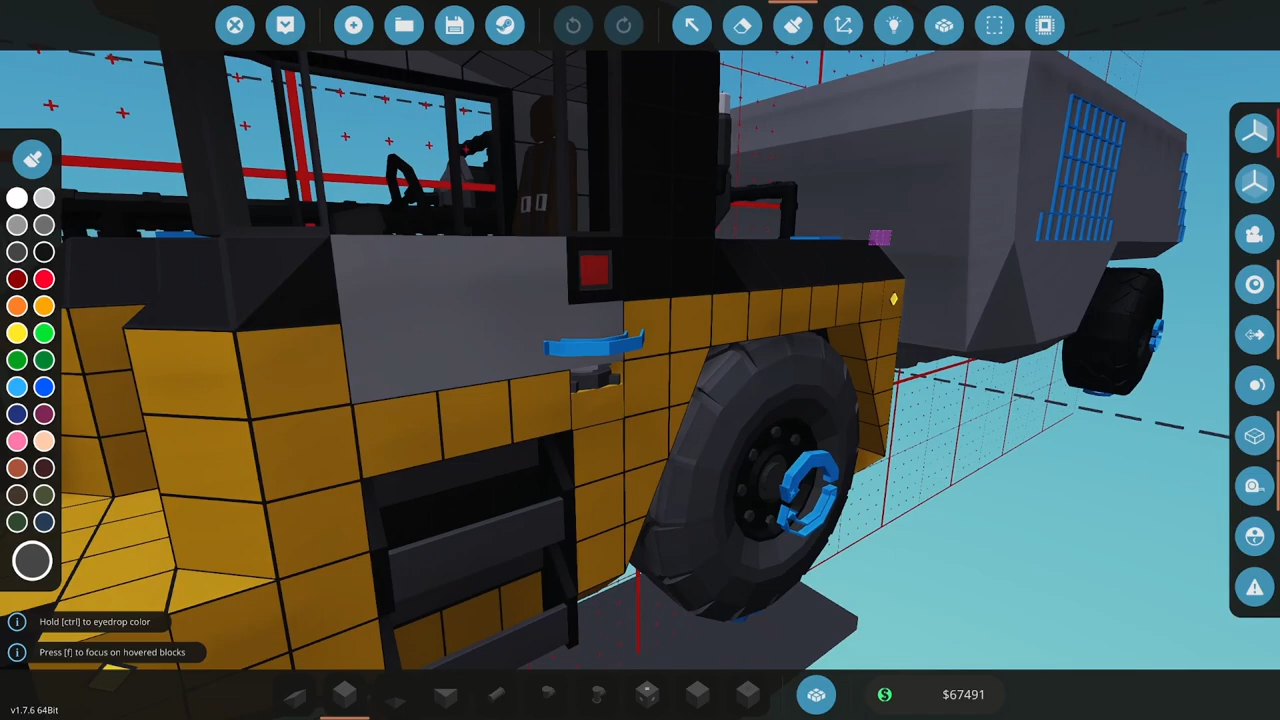 Hold [ctrl] to eyedrop color
Press [f] to focus on hovered blocks
$67491
v1.7.6 64Bit